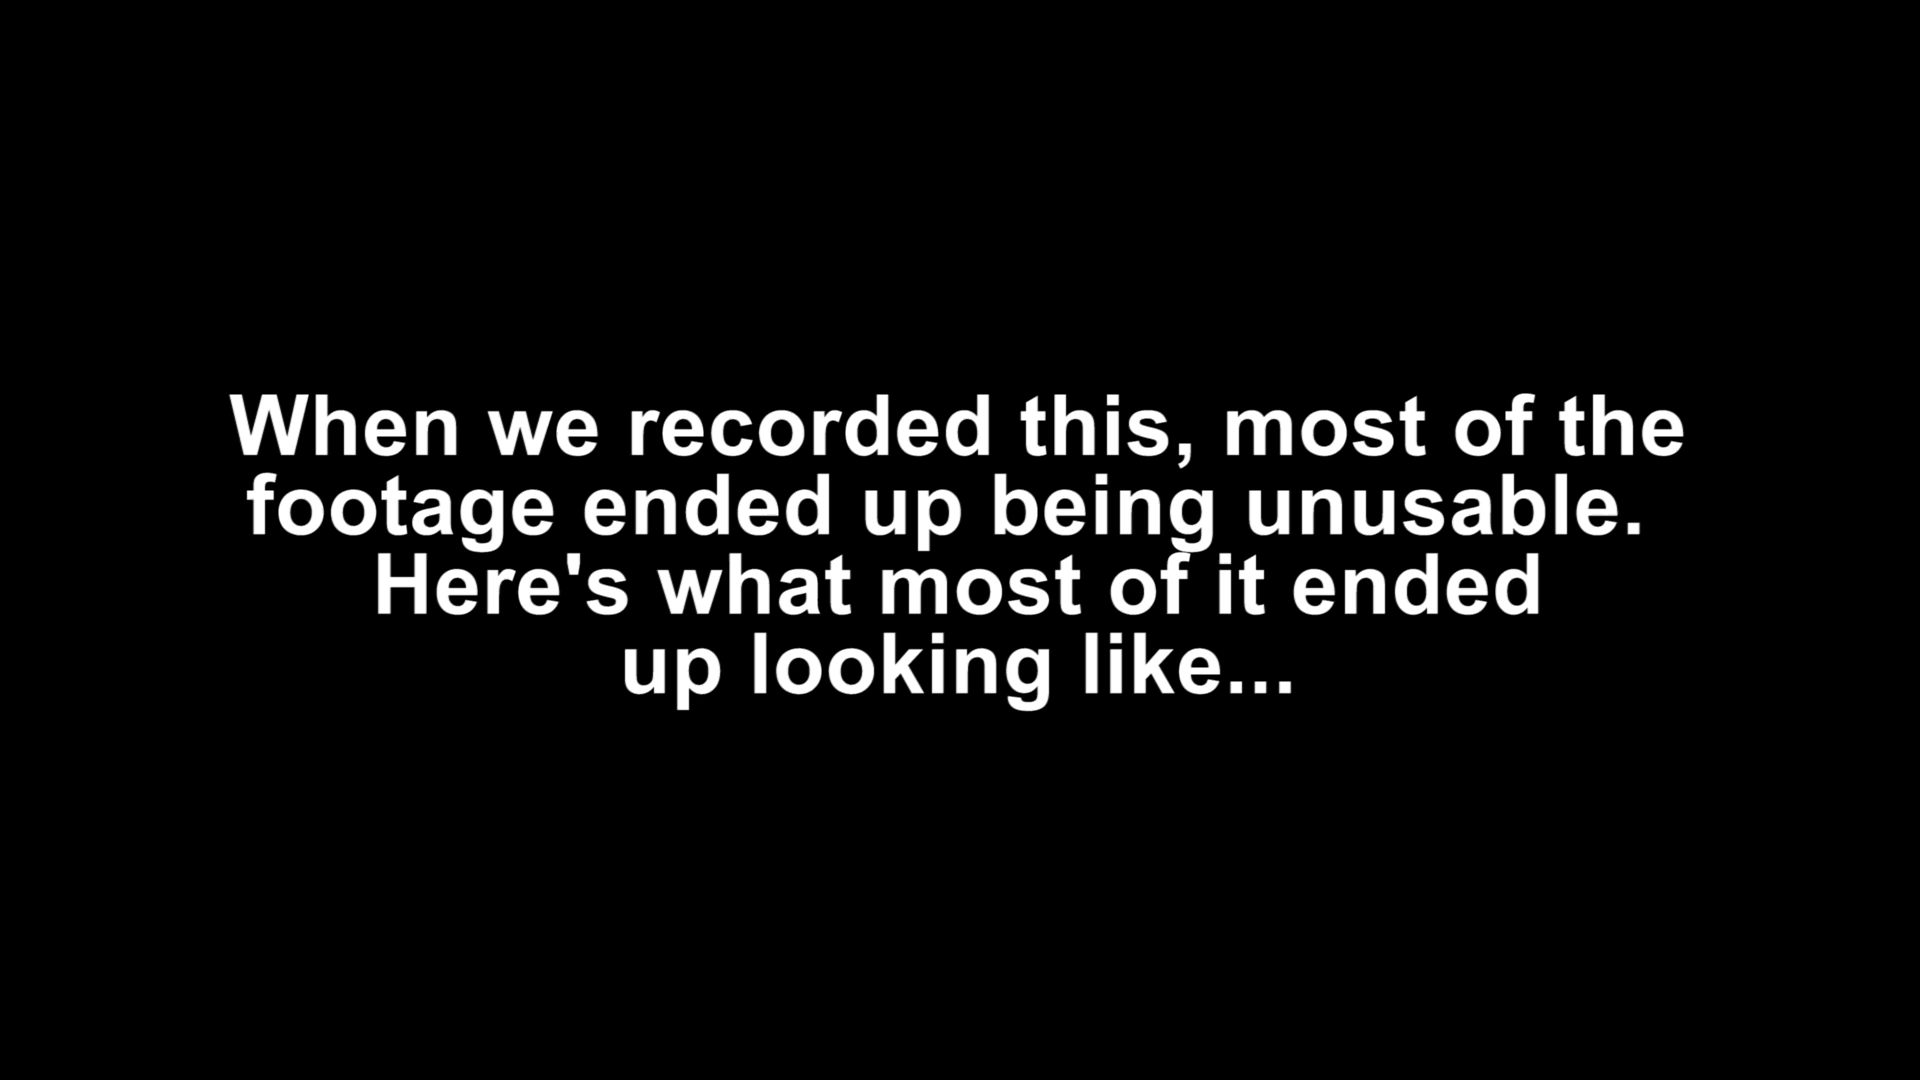 When we recorded this, most of the
footage ended up being unusable.
Here's what most of it ended
up looking like...